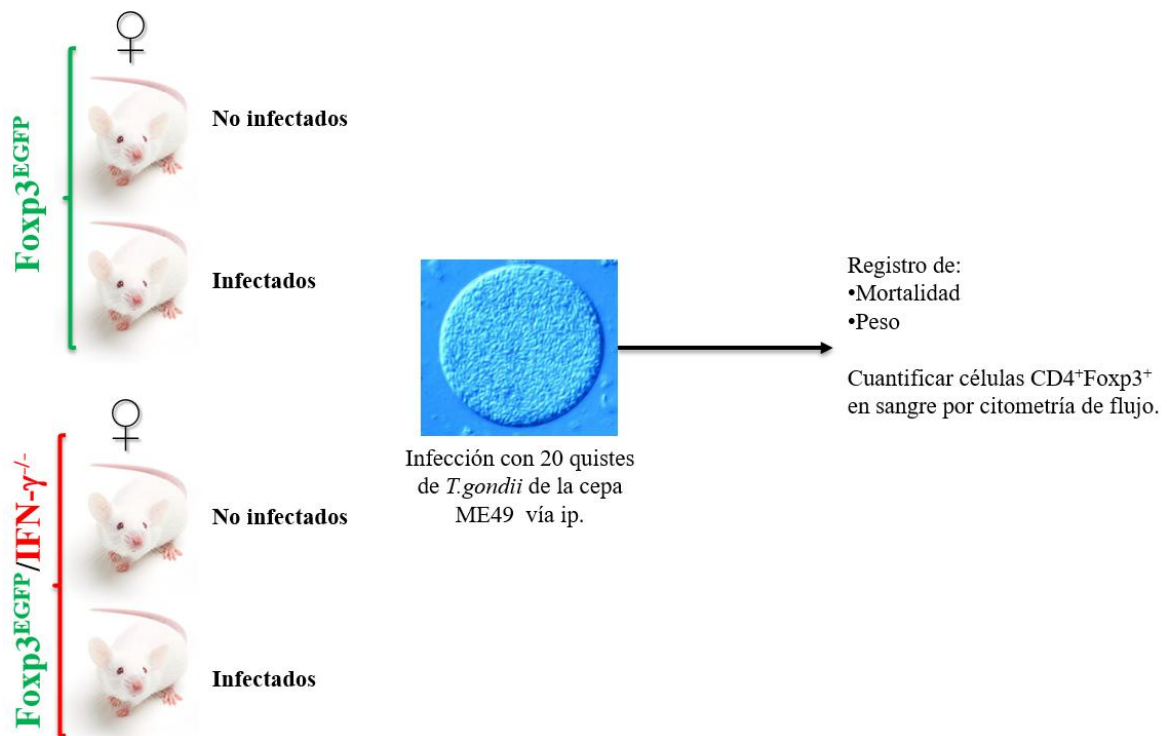 ♀
Foxp3EGFP
No infectados
Infectados
♀
Foxp3EGFP/IFN-γ-/-
No infectados
Infectados
Infección con 20 quistes
de T.gondii de la cepa
ME49 vía ip.
Registro de:
•Mortalidad
•Peso
Cuantificar células CD4+Foxp3+
en sangre por citometría de flujo.